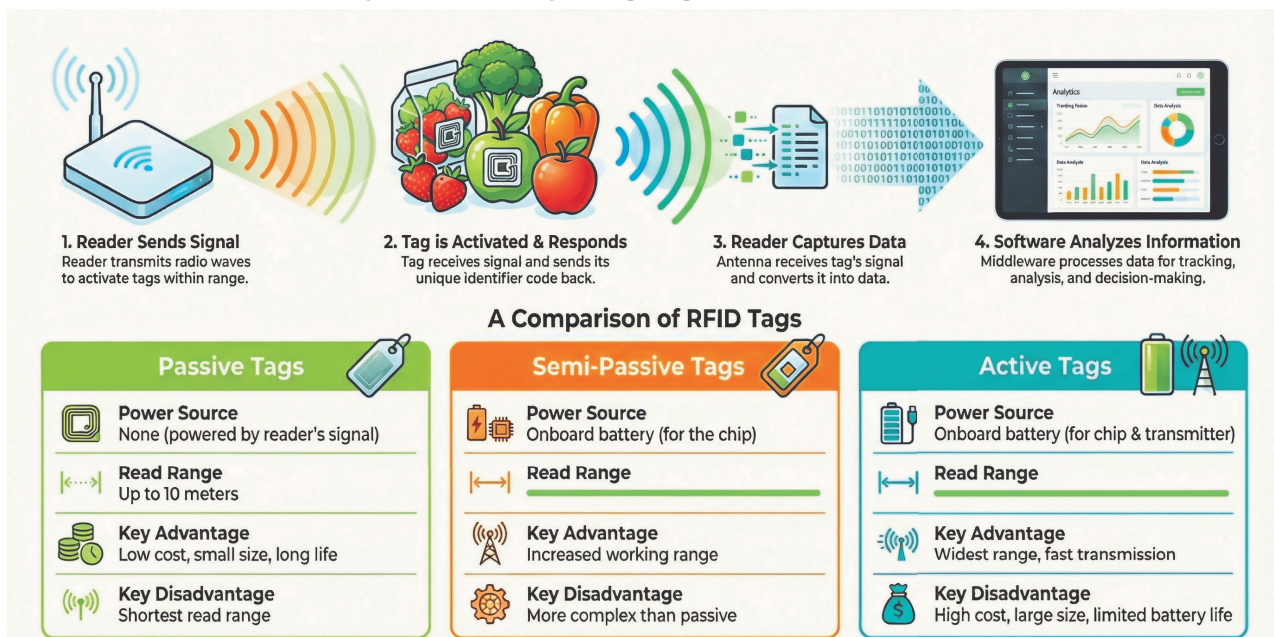 1. Reader Sends Signal
Reader transmits radio waves
to activate tags within range.
2. Tag is Activated & Responds
Tag receives signal and sends its
unique identifier code back.
3. Reader Captures Data
Antenna receives tag's signal
and converts it into data.
Analytics
Data Analysis
4. Software Analyzes Information
Middleware processes data for tracking,
analysis, and decision-making.
A Comparison of RFID Tags
Passive Tags
Power Source
None (powered by reader's signal)
Read Range
Up to 10 meters
Key Advantage
Low cost, small size, long life
Key Disadvantage
Shortest read range
Semi-Passive Tags
Power Source
Onboard battery (for the chip)
Read Range
Key Advantage
Increased working range
Key Disadvantage
More complex than passive
Active Tags
Power Source
Onboard battery (for chip & transmitter)
Read Range
Key Advantage
Widest range, fast transmission
Key Disadvantage
High cost, large size, limited battery life